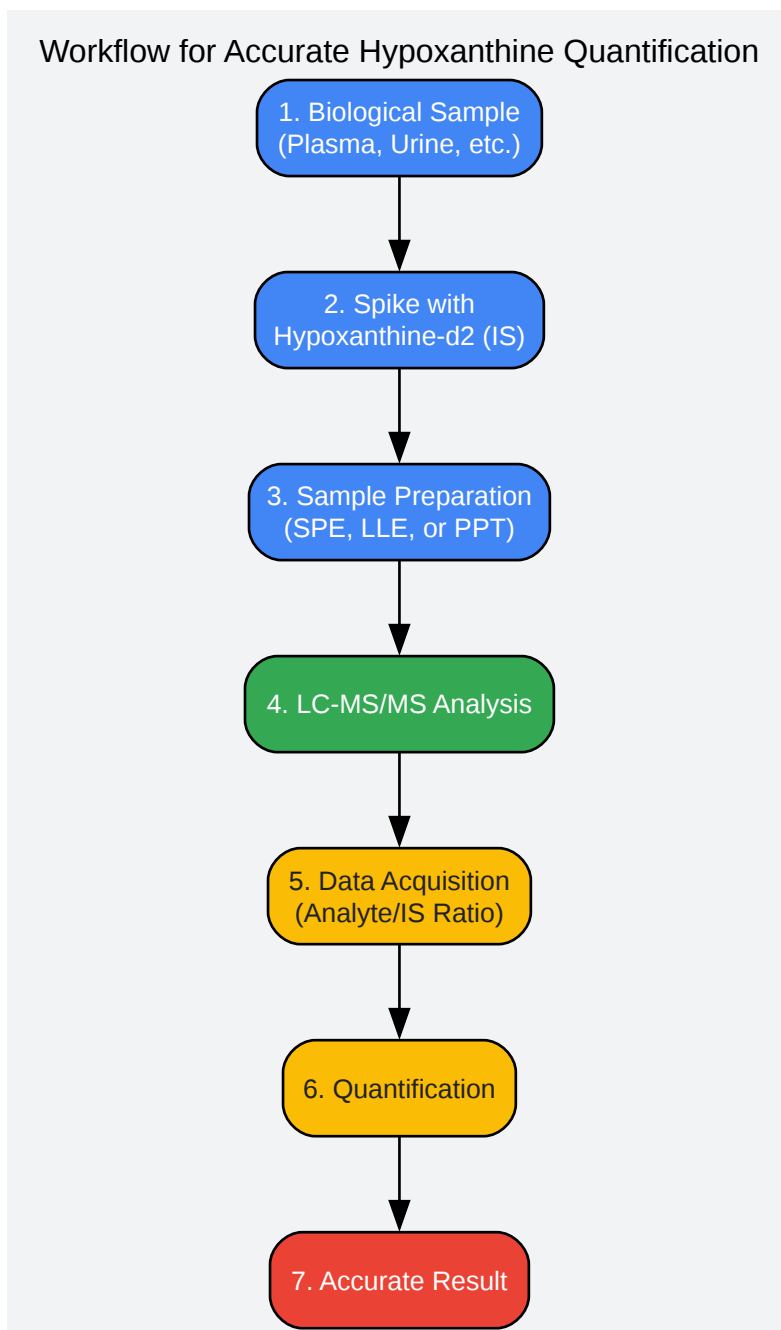 Workflow for Accurate Hypoxanthine Quantification
1. Biological Sample
(Plasma, Urine, etc.)
2. Spike with
Hypoxanthine-d2 (IS)
3. Sample Preparation
(SPE, LLE, or PPT)
4. LC-MS/MS Analysis
5. Data Acquisition
(Analyte/IS Ratio)
6. Quantification
7. Accurate Result